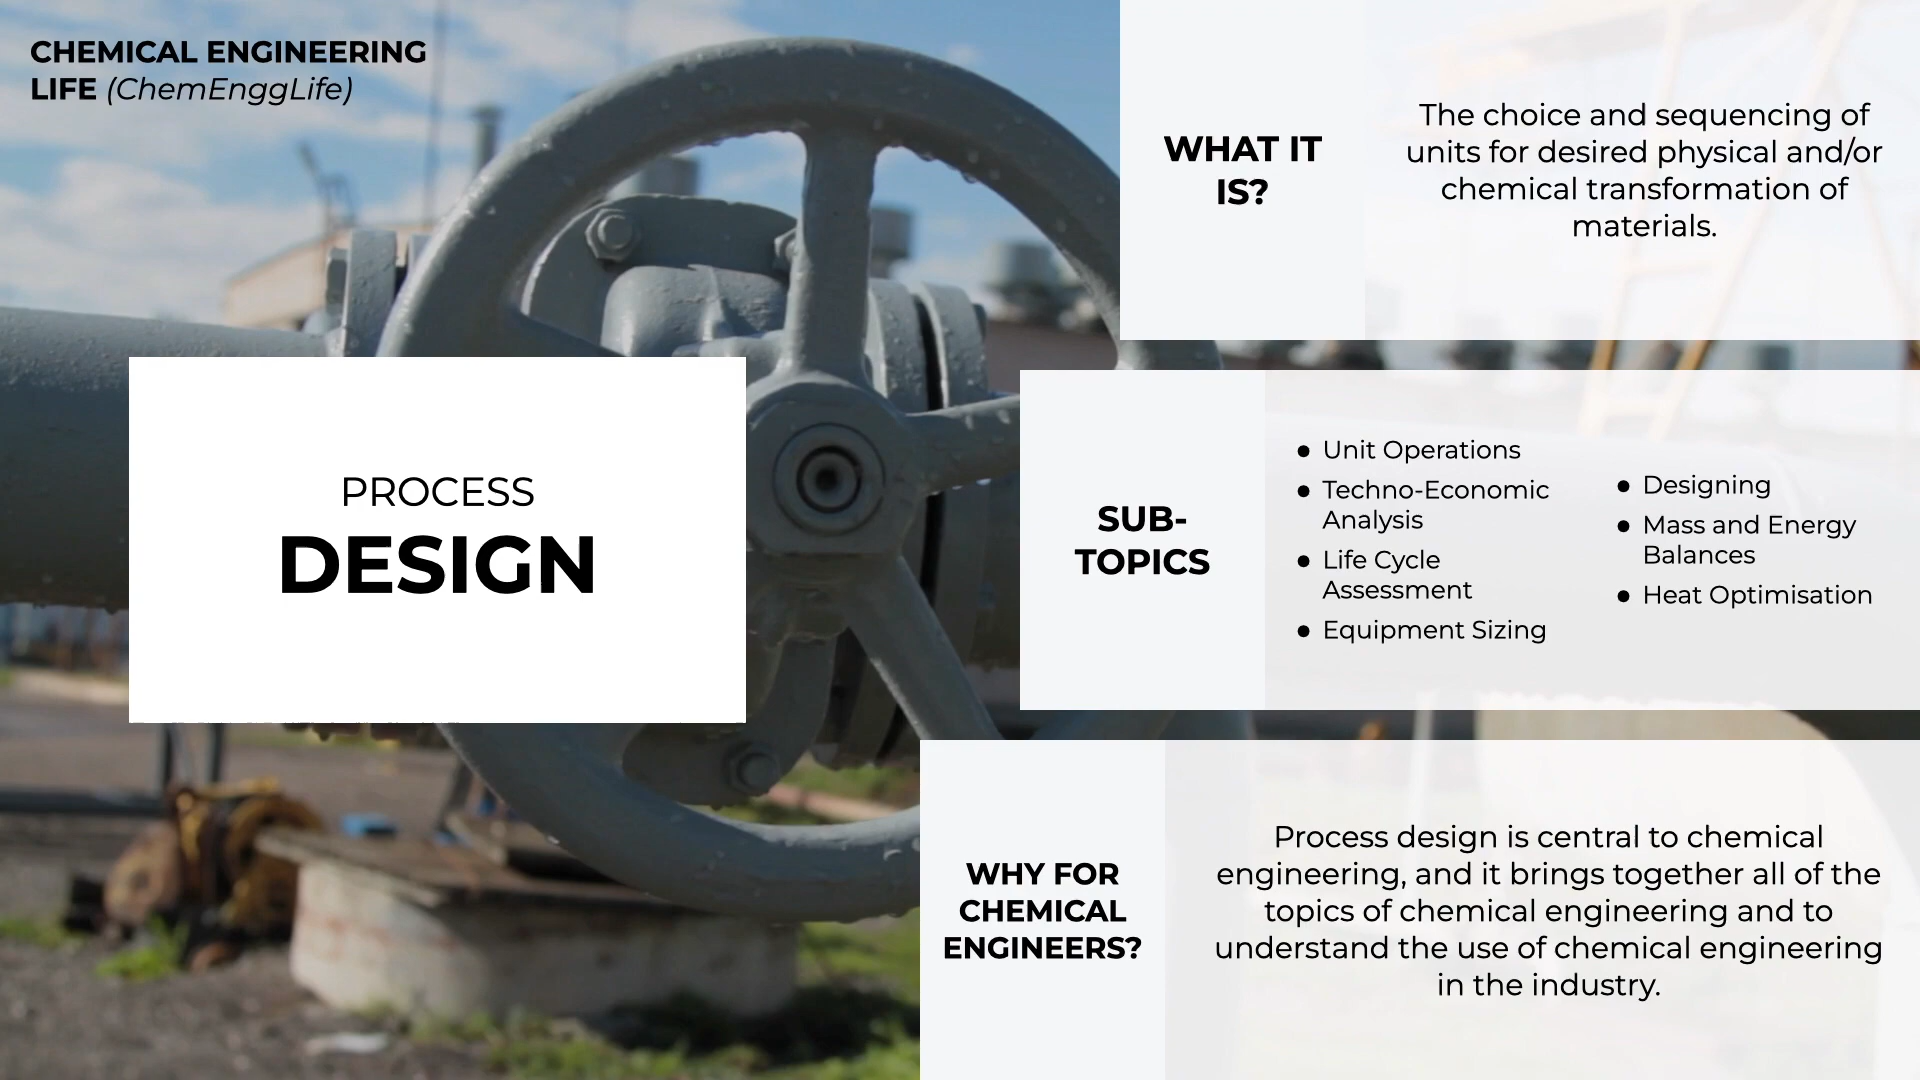 CHEMICAL ENGINEERING
LIFE (ChemEnggLife)
PROCESS
DESIGN
WHAT IT
IS?
The choice and sequencing of
units for desired physical and/or
chemical transformation of
materials.
SUB-
TOPICS
● Unit Operations
● Techno-Economic
Analysis
● Life Cycle
Assessment
● Equipment Sizing
● Designing
● Mass and Energy
Balances
● Heat Optimisation
WHY FOR
CHEMICAL
ENGINEERS?
Process design is central to chemical
engineering, and it brings together all of the
topics of chemical engineering and to
understand the use of chemical engineering
in the industry.